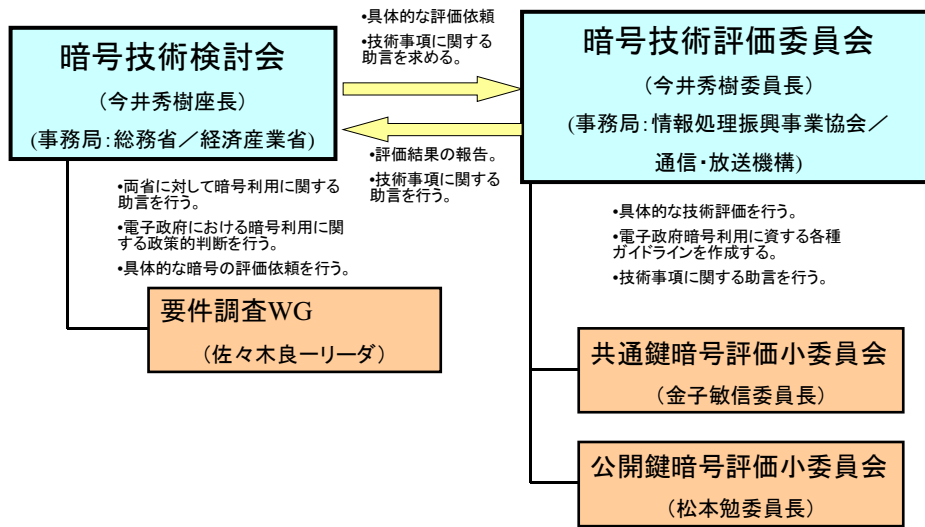 暗号技術検討会
（今井秀樹座長）
(事務局：総務省／経済産業省)
•具体的な評価依頼
•技術事項に関する
助言を求める。
暗号技術評価委員会
（今井秀樹委員長）
(事務局：情報処理振興事業協会／
通信・放送機構)
•評価結果の報告。
•技術事項に関する
助言を行う。
•両省に対して暗号利用に関する
助言を行う。
•電子政府における暗号利用に関
する政策的判断を行う。
•具体的な暗号の評価依頼を行う。
要件調査WG
（佐々木良一リーダ）
•具体的な技術評価を行う。
•電子政府暗号利用に資する各種
ガイドラインを作成する。
•技術事項に関する助言を行う。
共通鍵暗号評価小委員会
（金子敏信委員長）
公開鍵暗号評価小委員会
（松本勉委員長）